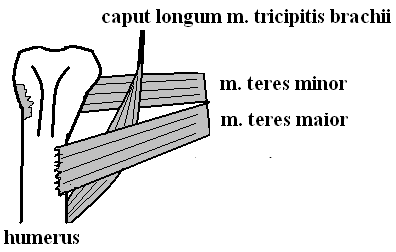 caput longum m. tricipitis brachii
m. teres minor
m. teres maior
humerus